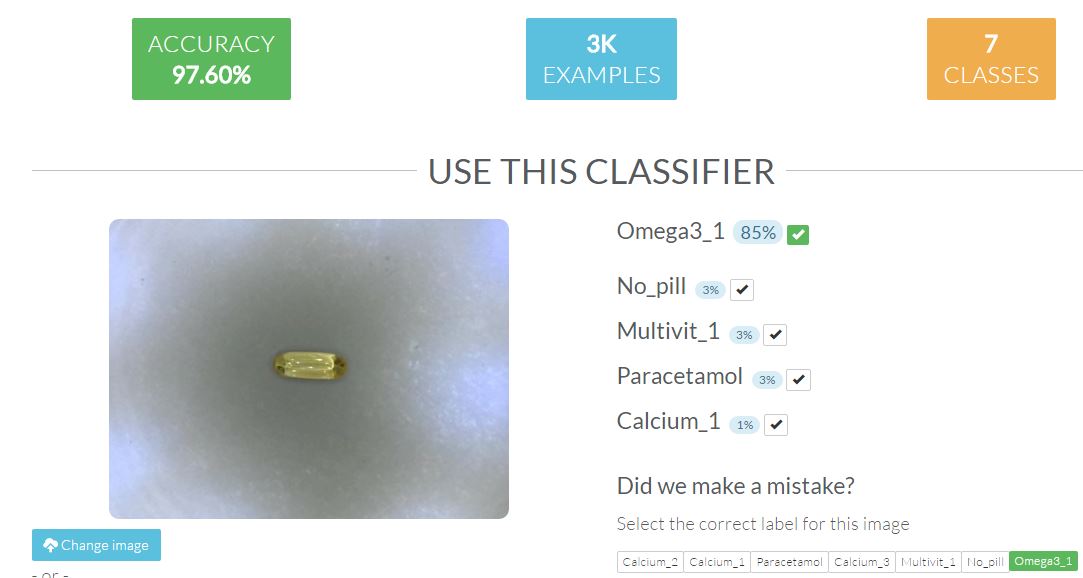 ACCURACY
97.60%
3K
EXAMPLES
7
CLASSES
USE THIS CLASSIFIER
Omega3_1 85%
No_pill 3%
Multivit_1 3%
Paracetamol 3%
Calcium_1 1%
Did we make a mistake?
Select the correct label for this image
Change image
Calcium_2 Calcium_1 Paracetamol Calcium_3 Multivit_1 No_pill Omega3_1
- or -